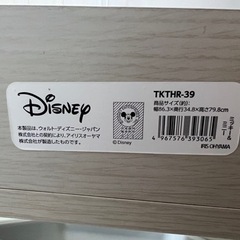 Disney
本製品は、ウォルト・ディズニー・ジャパン
株式会社との契約により、アイリスオーヤマ
株式会社が製造したものです。
©Disney
TKTHR-39
商品サイズ(約):
幅86.3×奥行34.8×高さ79.8cm
4 967576 393065
IRIS OHYAMA